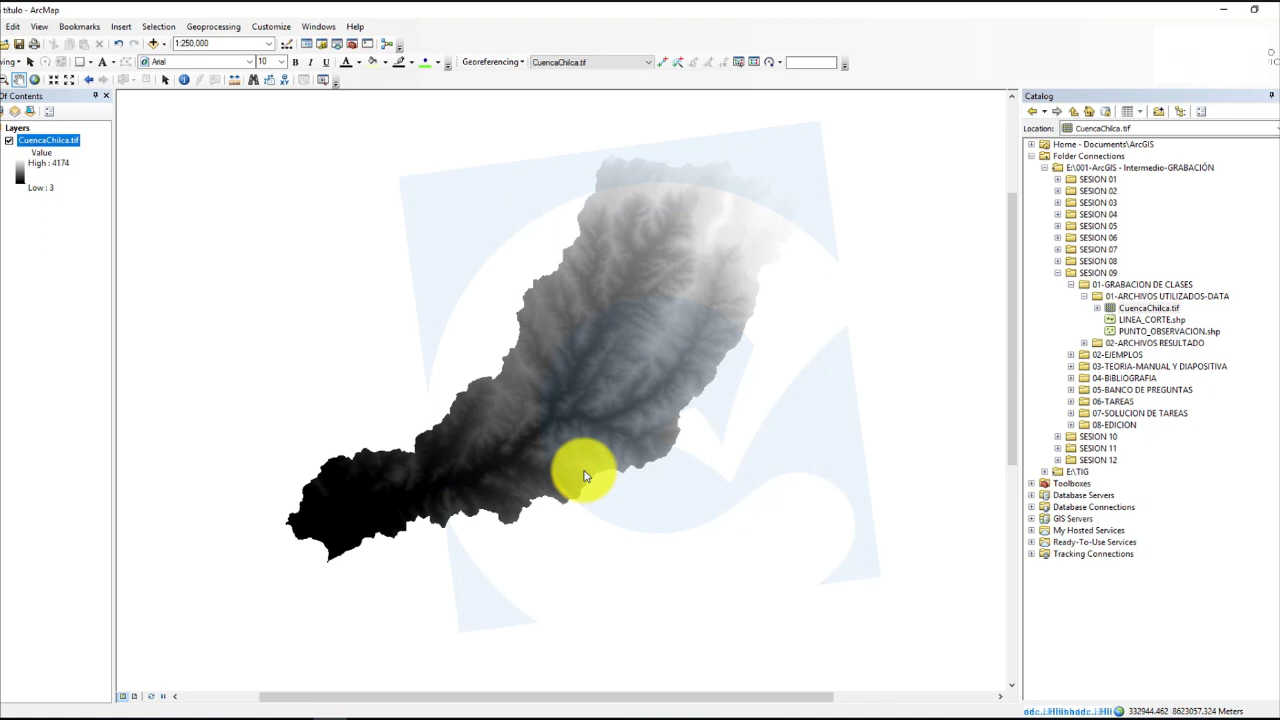 título - ArcMap
Edit View Bookmarks Insert Selection Geoprocessing Customize Windows Help
1:250,000
Arial 10 B I U A Georeferencing CuencaChilca.tif
Of Contents
Catalog
Location: CuencaChilca.tif
Layers
CuencaChilca.tif
Value
High : 4174
Low : 3
Home - Documents\ArcGIS
Folder Connections
E:\001-ArcGIS - Intermedio-GRABACIÓN
SESION 01
SESION 02
SESION 03
SESION 04
SESION 05
SESION 06
SESION 07
SESION 08
SESION 09
01-GRABACION DE CLASES
01-ARCHIVOS UTILIZADOS-DATA
CuencaChilca.tif
LINEA_CORTE.shp
PUNTO_OBSERVACION.shp
02-ARCHIVOS RESULTADO
02-EJEMPLOS
03-TEORIA-MANUAL Y DIAPOSITIVA
04-BIBLIOGRAFIA
05-BANCO DE PREGUNTAS
06-TAREAS
07-SOLUCION DE TAREAS
08-EDICION
SESION 10
SESION 11
SESION 12
E:\TIG
Toolboxes
Database Servers
Database Connections
GIS Servers
My Hosted Services
Ready-To-Use Services
Tracking Connections
332944.462 8623057.324 Meters